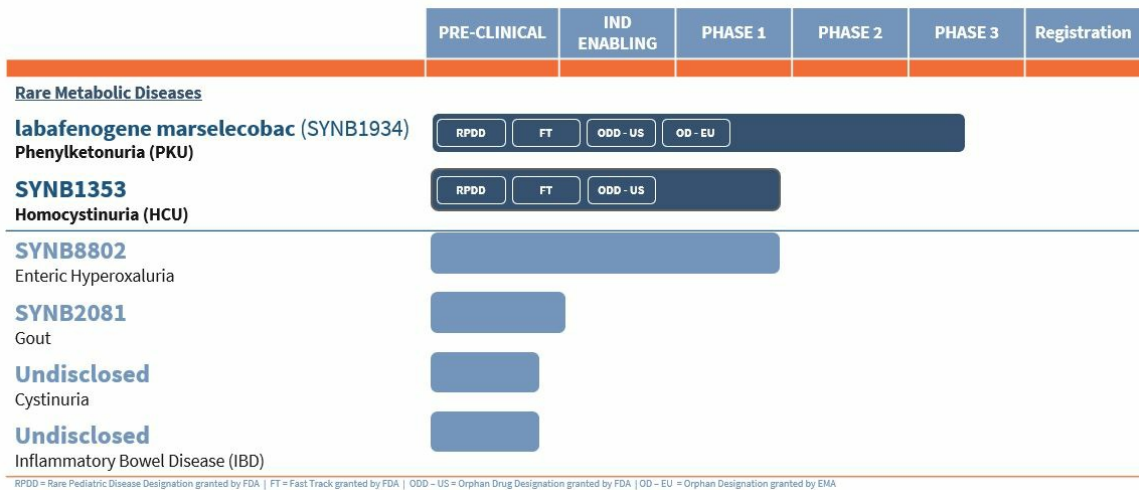 PRE-CLINICAL
IND
ENABLING
PHASE 1
PHASE 2
PHASE 3
Registration
Rare Metabolic Diseases
labafenogene marselecobac (SYNB1934)
Phenylketonuria (PKU)
RPDD
FT
ODD - US
OD - EU
SYNB1353
Homocystinuria (HCU)
RPDD
FT
ODD - US
SYNB8802
Enteric Hyperoxaluria
SYNB2081
Gout
Undisclosed
Cystinuria
Undisclosed
Inflammatory Bowel Disease (IBD)
RPDD = Rare Pediatric Disease Designation granted by FDA | FT = Fast Track granted by FDA | ODD – US = Orphan Drug Designation granted by FDA | OD – EU = Orphan Designation granted by EMA